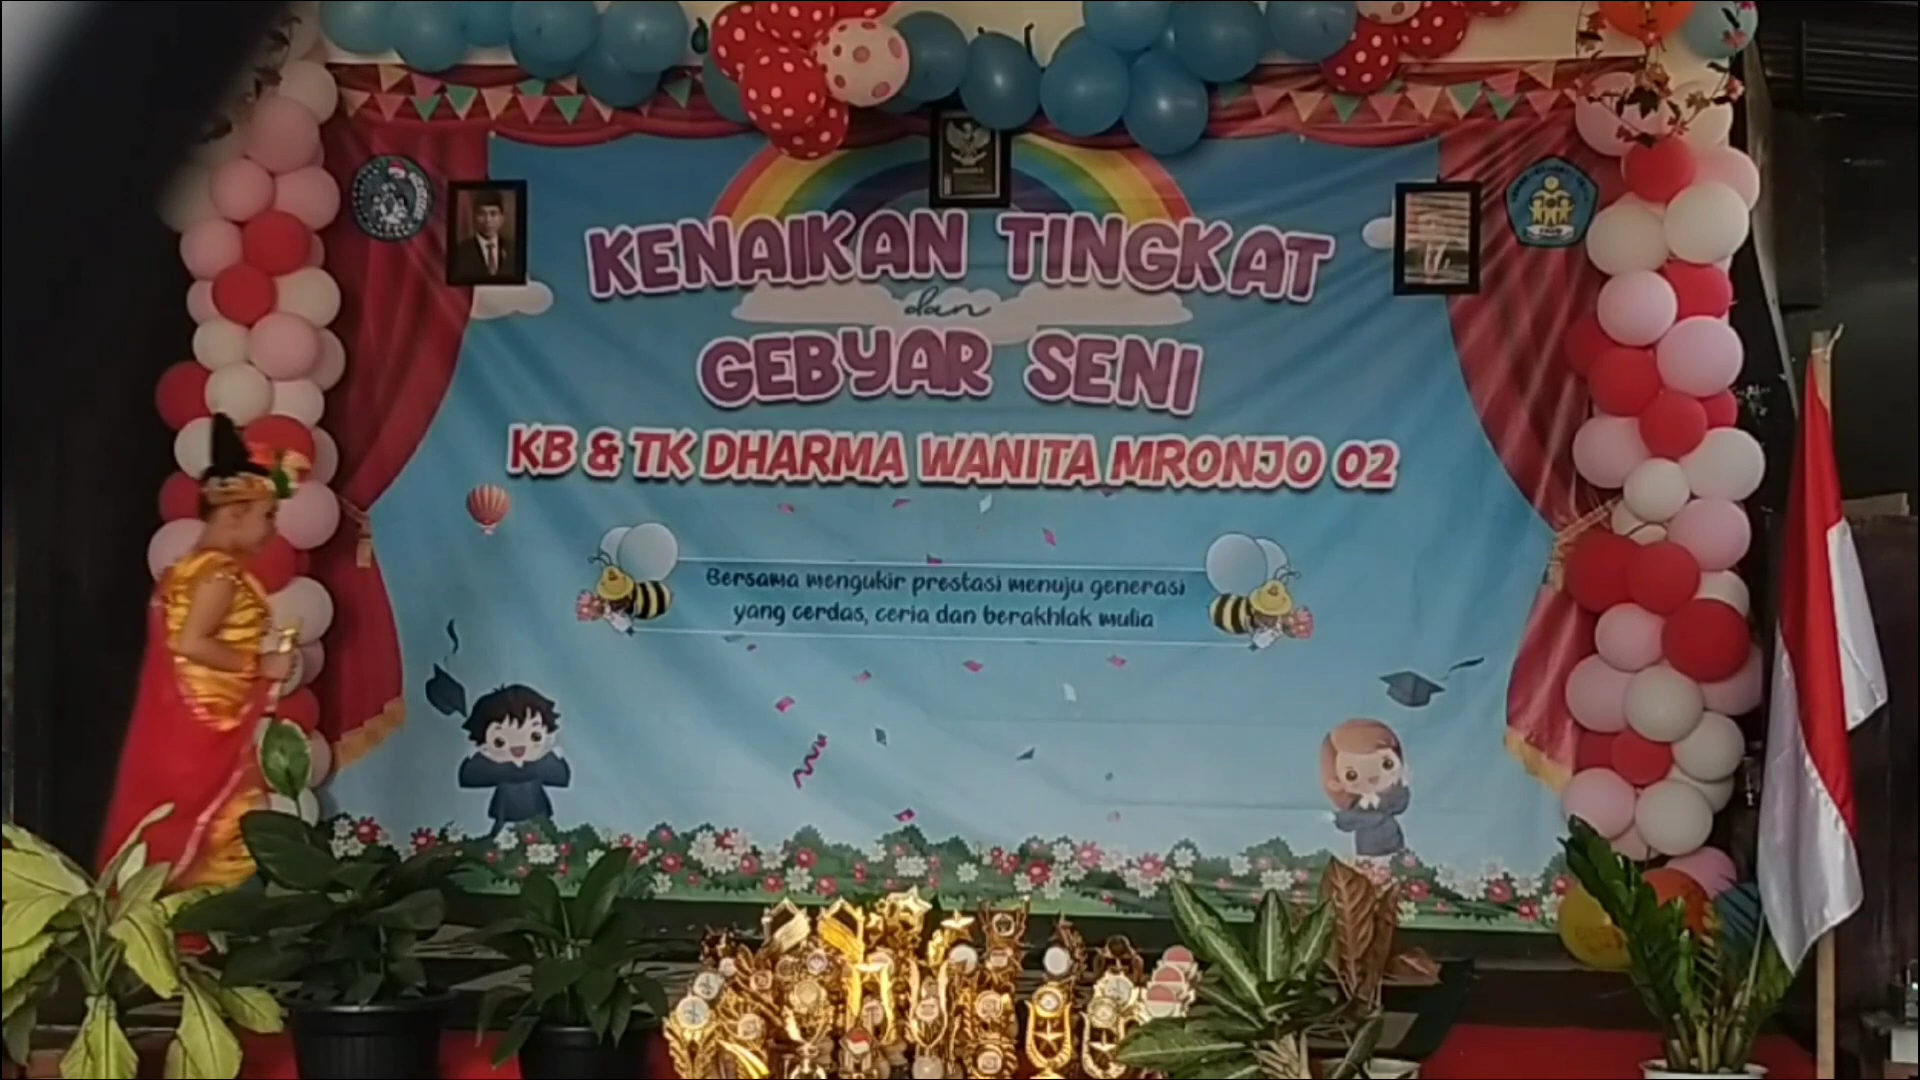 KENAIKAN TINGKAT
dan
GEBYAR SENI
KB & TK DHARMA WANITA MRONJO 02
Bersama mengukir prestasi menuju generasi
yang cerdas, ceria dan berakhlak mulia